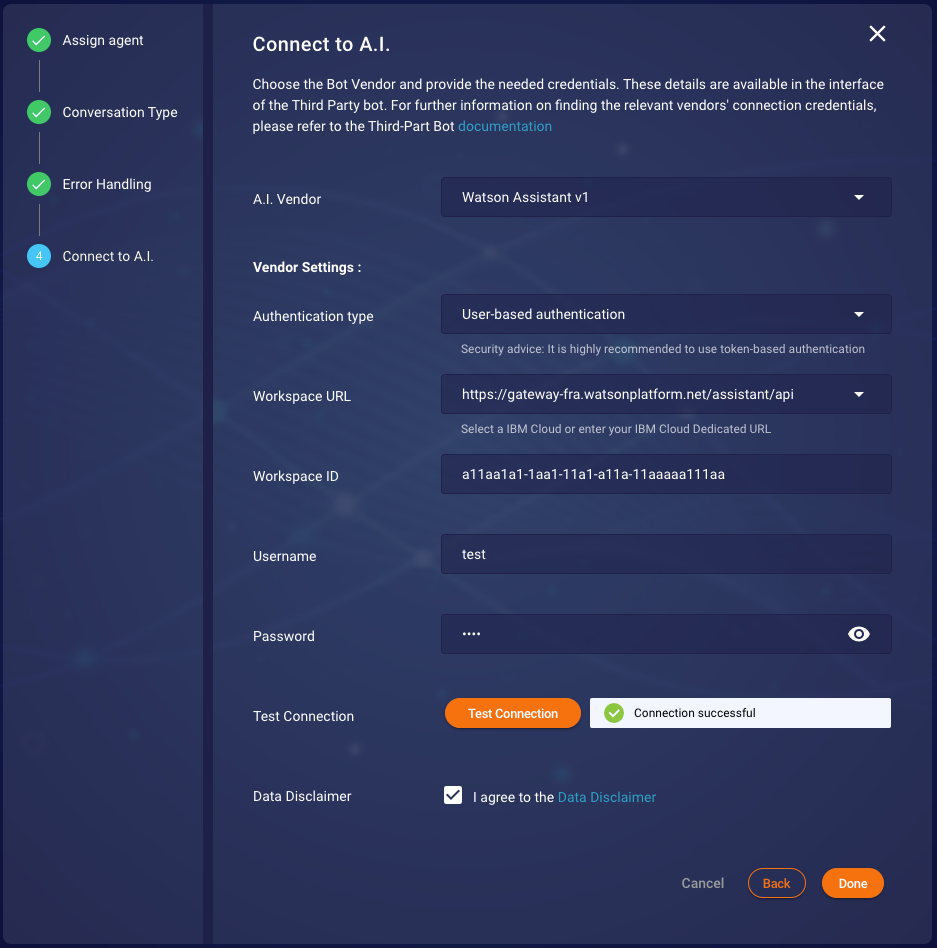 Assign agent
Conversation Type
Error Handling
4 Connect to A.I.
Connect to A.I.
Choose the Bot Vendor and provide the needed credentials. These details are available in the interface
of the Third Party bot. For further information on finding the relevant vendors' connection credentials,
please refer to the Third-Part Bot documentation
A.I. Vendor Watson Assistant v1
Vendor Settings :
Authentication type User-based authentication
Security advice: It is highly recommended to use token-based authentication
Workspace URL https://gateway-fra.watsonplatform.net/assistant/api
Select a IBM Cloud or enter your IBM Cloud Dedicated URL
Workspace ID a11aa1a1-1aa1-11a1-a11a-11aaaaa111aa
Username test
Password ••••
Test Connection Test Connection Connection successful
Data Disclaimer I agree to the Data Disclaimer
Cancel Back Done